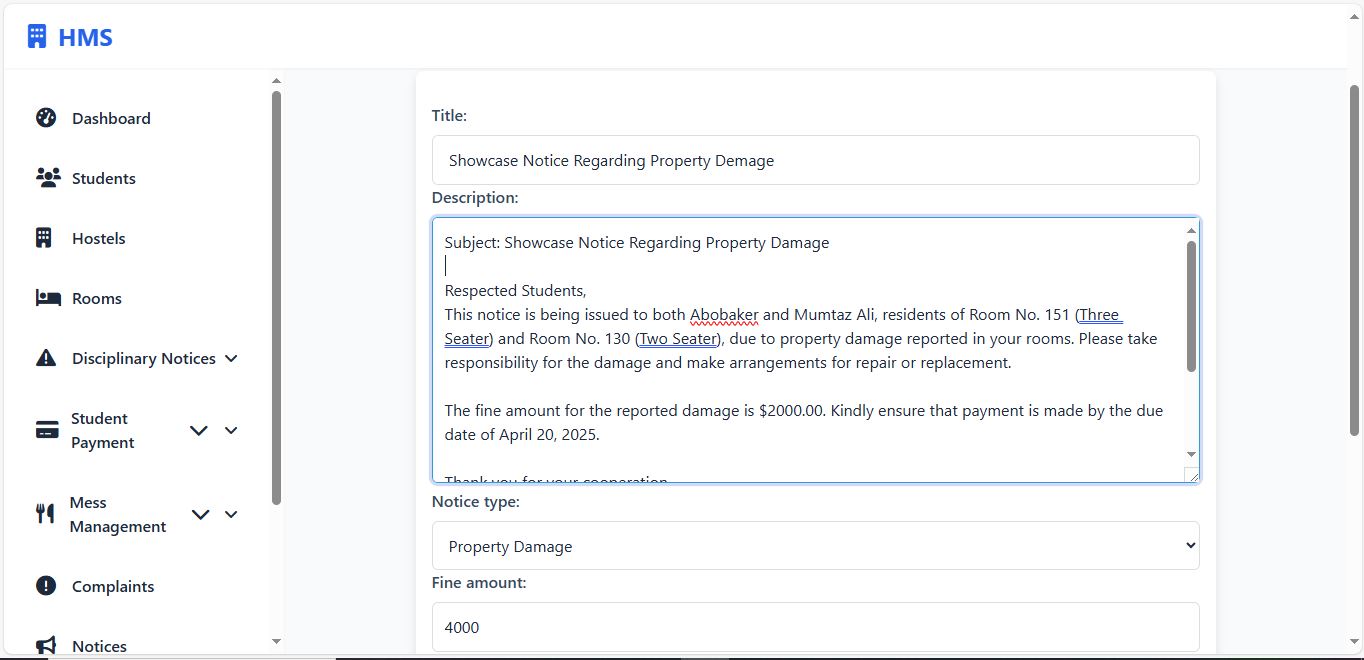 HMS
Dashboard
Students
Hostels
Rooms
Disciplinary Notices
Student
Payment
Mess
Management
Complaints
Notices
Title:
Showcase Notice Regarding Property Demage
Description:
Subject: Showcase Notice Regarding Property Damage
Respected Students,
This notice is being issued to both Abobaker and Mumtaz Ali, residents of Room No. 151 (Three
Seater) and Room No. 130 (Two Seater), due to property damage reported in your rooms. Please take
responsibility for the damage and make arrangements for repair or replacement.
The fine amount for the reported damage is $2000.00. Kindly ensure that payment is made by the due
date of April 20, 2025.
Thank you for your cooperation
Notice type:
Property Damage
Fine amount:
4000